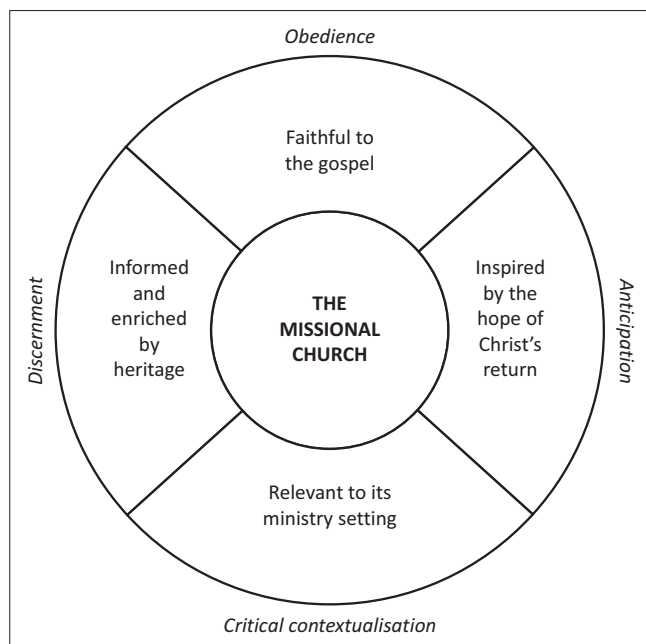 Obedience
Faithful to
the gospel
Discernment
Informed
and
enriched
by
heritage
THE
MISSIONAL
CHURCH
Inspired
by the
hope of
Christ’s
return
Anticipation
Relevant to its
ministry setting
Critical contextualisation